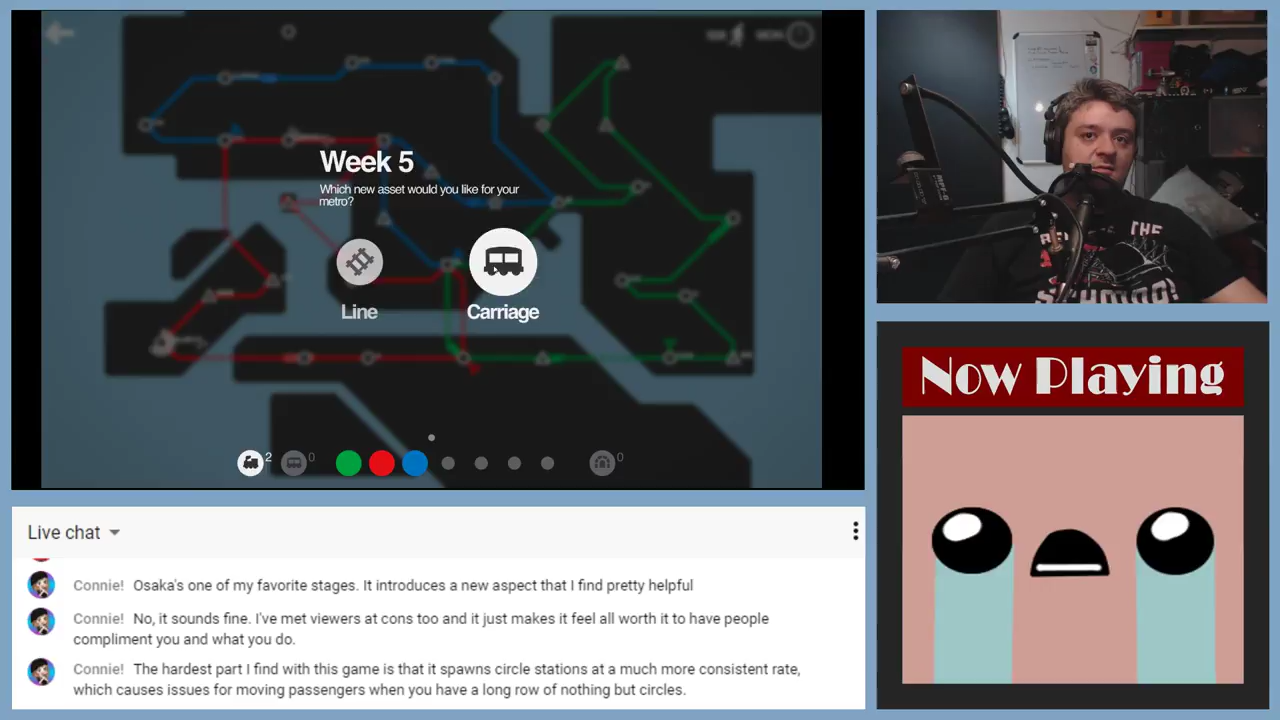 Week 5
Which new asset would you like for your
metro?
Line
Carriage
2
0
0
Now Playing
Live chat
Connie! Osaka's one of my favorite stages. It introduces a new aspect that I find pretty helpful
Connie! No, it sounds fine. I've met viewers at cons too and it just makes it feel all worth it to have people
compliment you and what you do.
Connie! The hardest part I find with this game is that it spawns circle stations at a much more consistent rate,
which causes issues for moving passengers when you have a long row of nothing but circles.